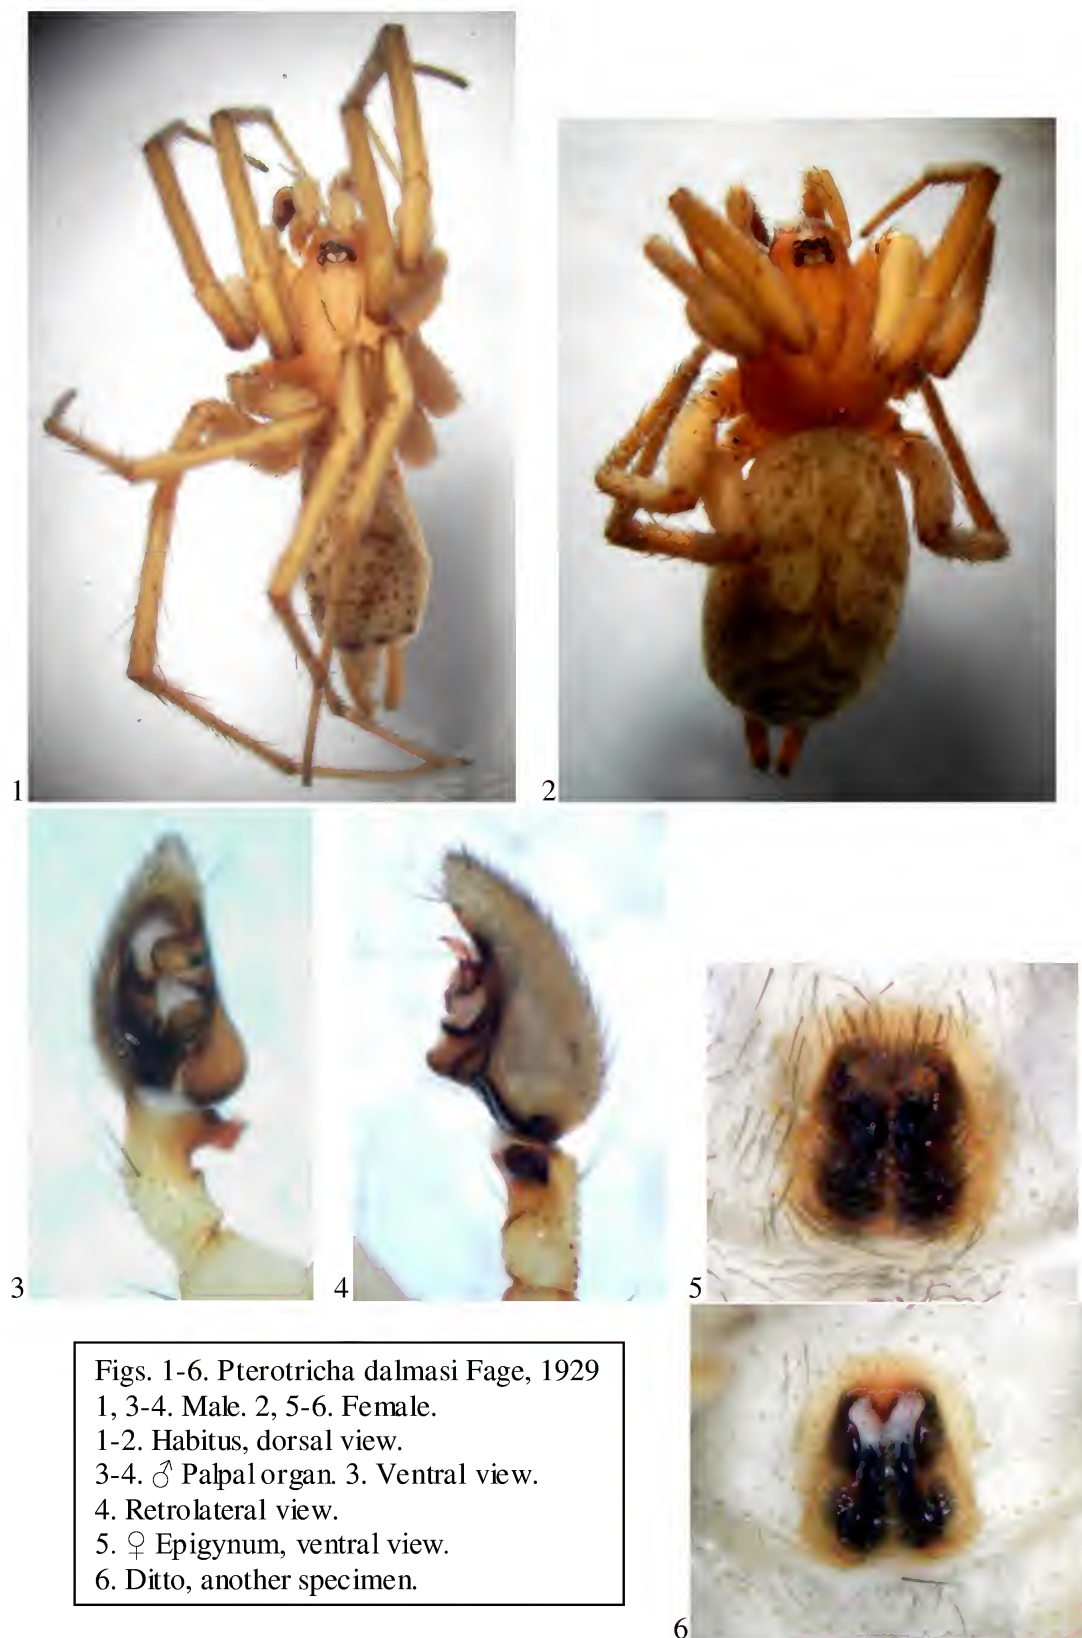 1
2
3
4
5
Figs. 1-6. Pterotricha dalmasi Fage, 1929
1, 3-4. Male. 2, 5-6. Female.
1-2. Habitus, dorsal view.
3-4. ♂ Palpal organ. 3. Ventral view.
4. Retrolateral view.
5. ♀ Epigynum, ventral view.
6. Ditto, another specimen.
6